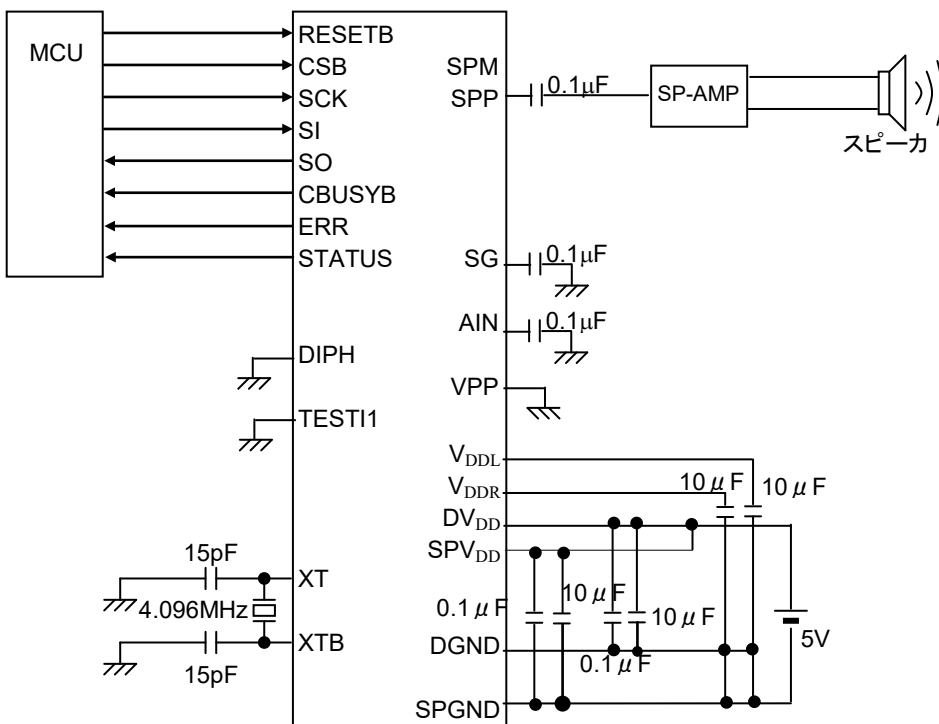 MCU
RESETB
CSB
SCK
SI
SO
CBUSYB
ERR
STATUS
DIPH
TESTI1
15pF
XT
4.096MHz
XTB
15pF
SPM
SPP
0.1μF
SP-AMP
スピーカ
SG
0.1μF
AIN
0.1μF
VPP
VDDL
VDDR
10μF
10μF
DVDD
SPVDD
0.1μF
10μF
10μF
0.1μF
DGND
5V
SPGND